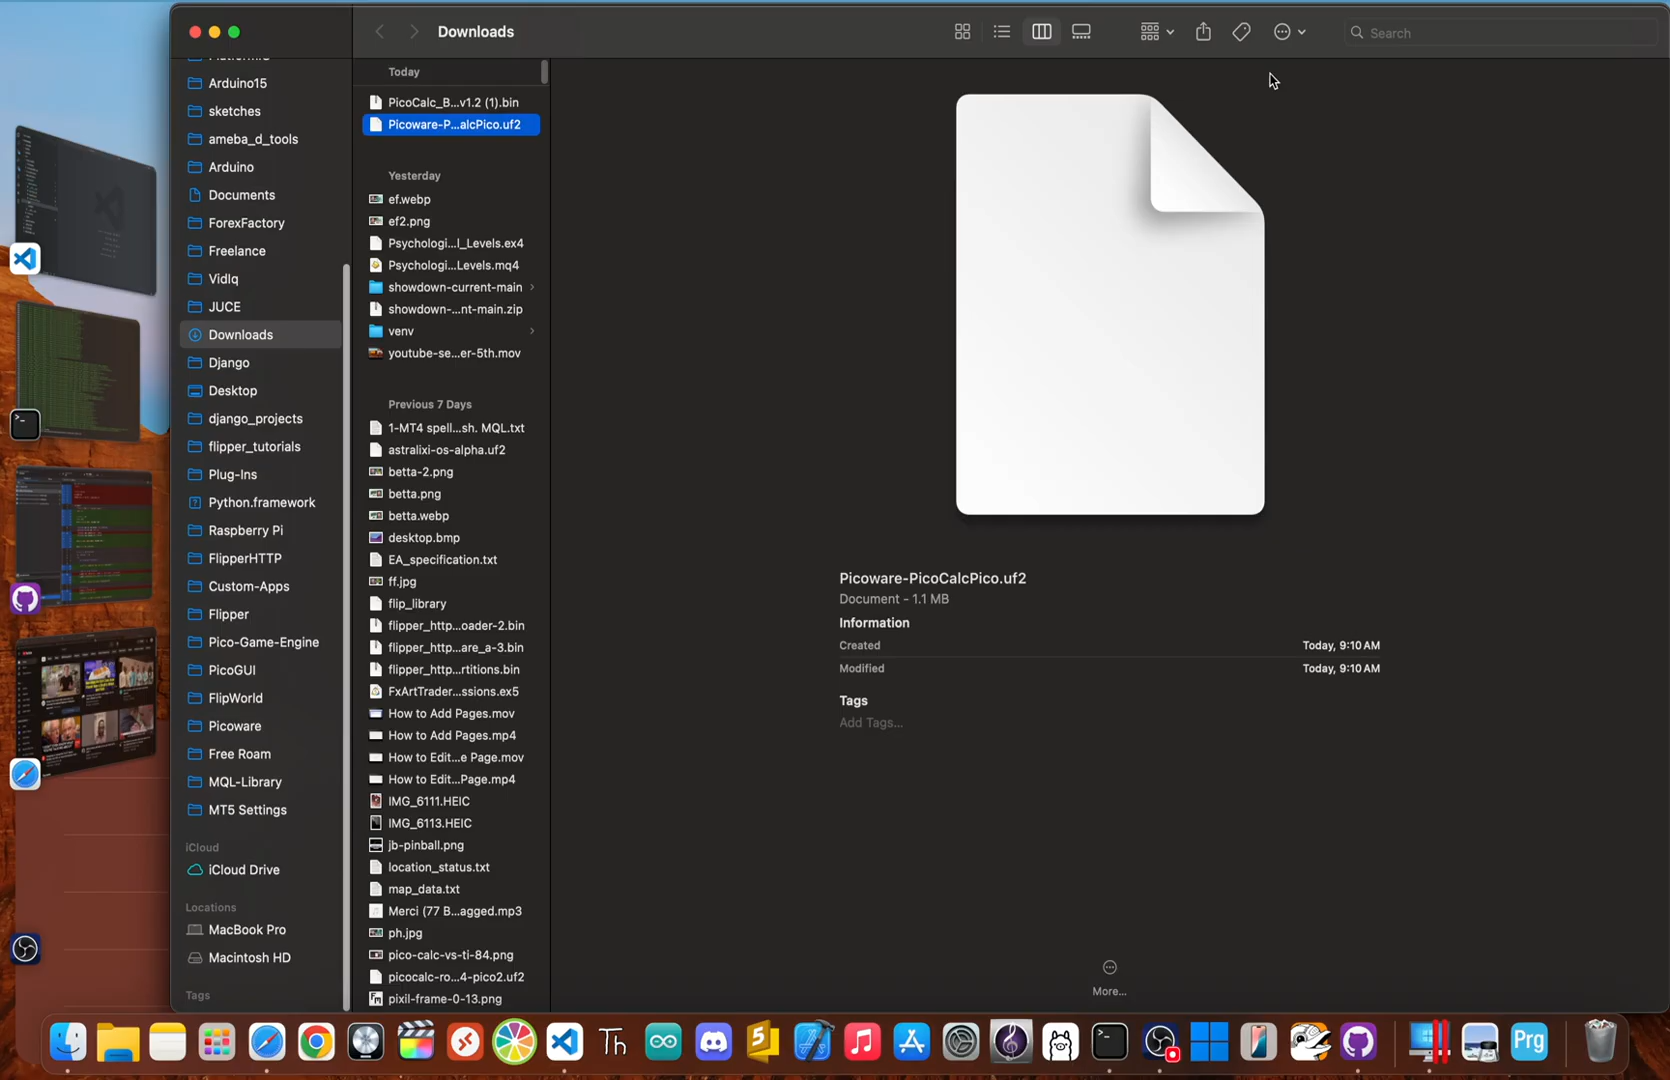 Downloads
Search
Arduino15
sketches
ameba_d_tools
Arduino
Documents
ForexFactory
Freelance
VidIq
JUCE
Downloads
Django
Desktop
django_projects
flipper_tutorials
Plug-Ins
Python.framework
Raspberry Pi
FlipperHTTP
Custom-Apps
Flipper
Pico-Game-Engine
PicoGUI
FlipWorld
Picoware
Free Roam
MQL-Library
MT5 Settings
iCloud
iCloud Drive
Locations
MacBook Pro
Macintosh HD
Tags
Today
PicoCalc_B...v1.2 (1).bin
Picoware-P...alcPico.uf2
Yesterday
ef.webp
ef2.png
Psychologi...l_Levels.ex4
Psychologi...Levels.mq4
showdown-current-main
showdown-...nt-main.zip
venv
youtube-se...er-5th.mov
Previous 7 Days
1-MT4 spell...sh. MQL.txt
astralixi-os-alpha.uf2
betta-2.png
betta.png
betta.webp
desktop.bmp
EA_specification.txt
ff.jpg
flip_library
flipper_http...oader-2.bin
flipper_http...are_a-3.bin
flipper_http...rtitions.bin
FxArtTrader...ssions.ex5
How to Add Pages.mov
How to Add Pages.mp4
How to Edit...e Page.mov
How to Edit...Page.mp4
IMG_6111.HEIC
IMG_6113.HEIC
jb-pinball.png
location_status.txt
map_data.txt
Merci (77 B...agged.mp3
ph.jpg
pico-calc-vs-ti-84.png
picocalc-ro...4-pico2.uf2
pixil-frame-0-13.png
Picoware-PicoCalcPico.uf2
Document - 1.1 MB
Information
Created Today, 9:10 AM
Modified Today, 9:10 AM
Tags
Add Tags...
More...
Th
5
Prg